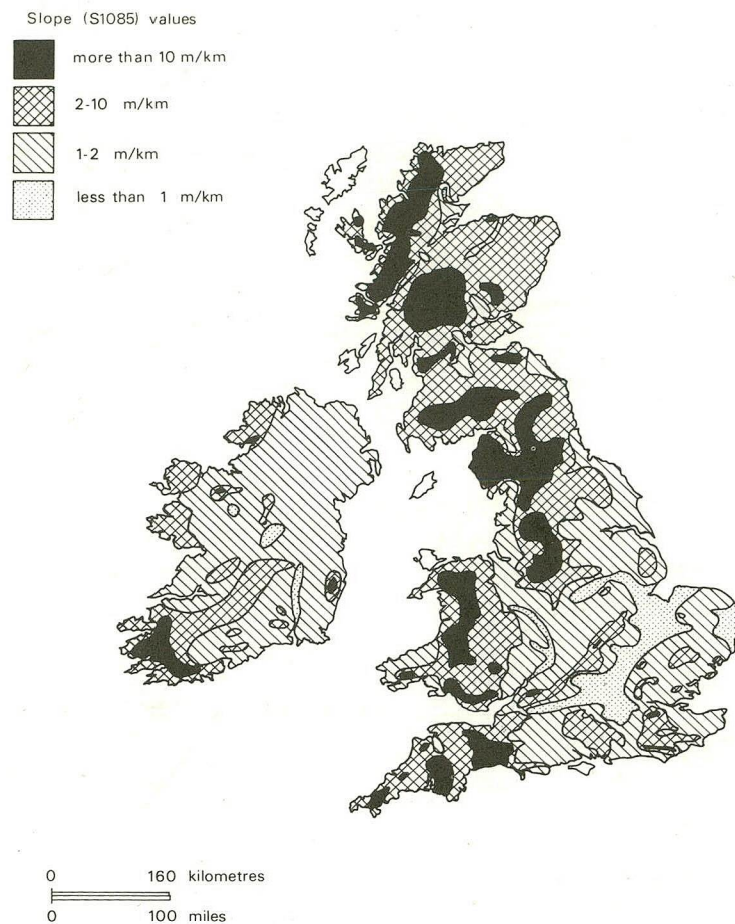 Slope (S1085) values
more than 10 m/km
2-10 m/km
1-2 m/km
less than 1 m/km
0 160 kilometres
0 100 miles